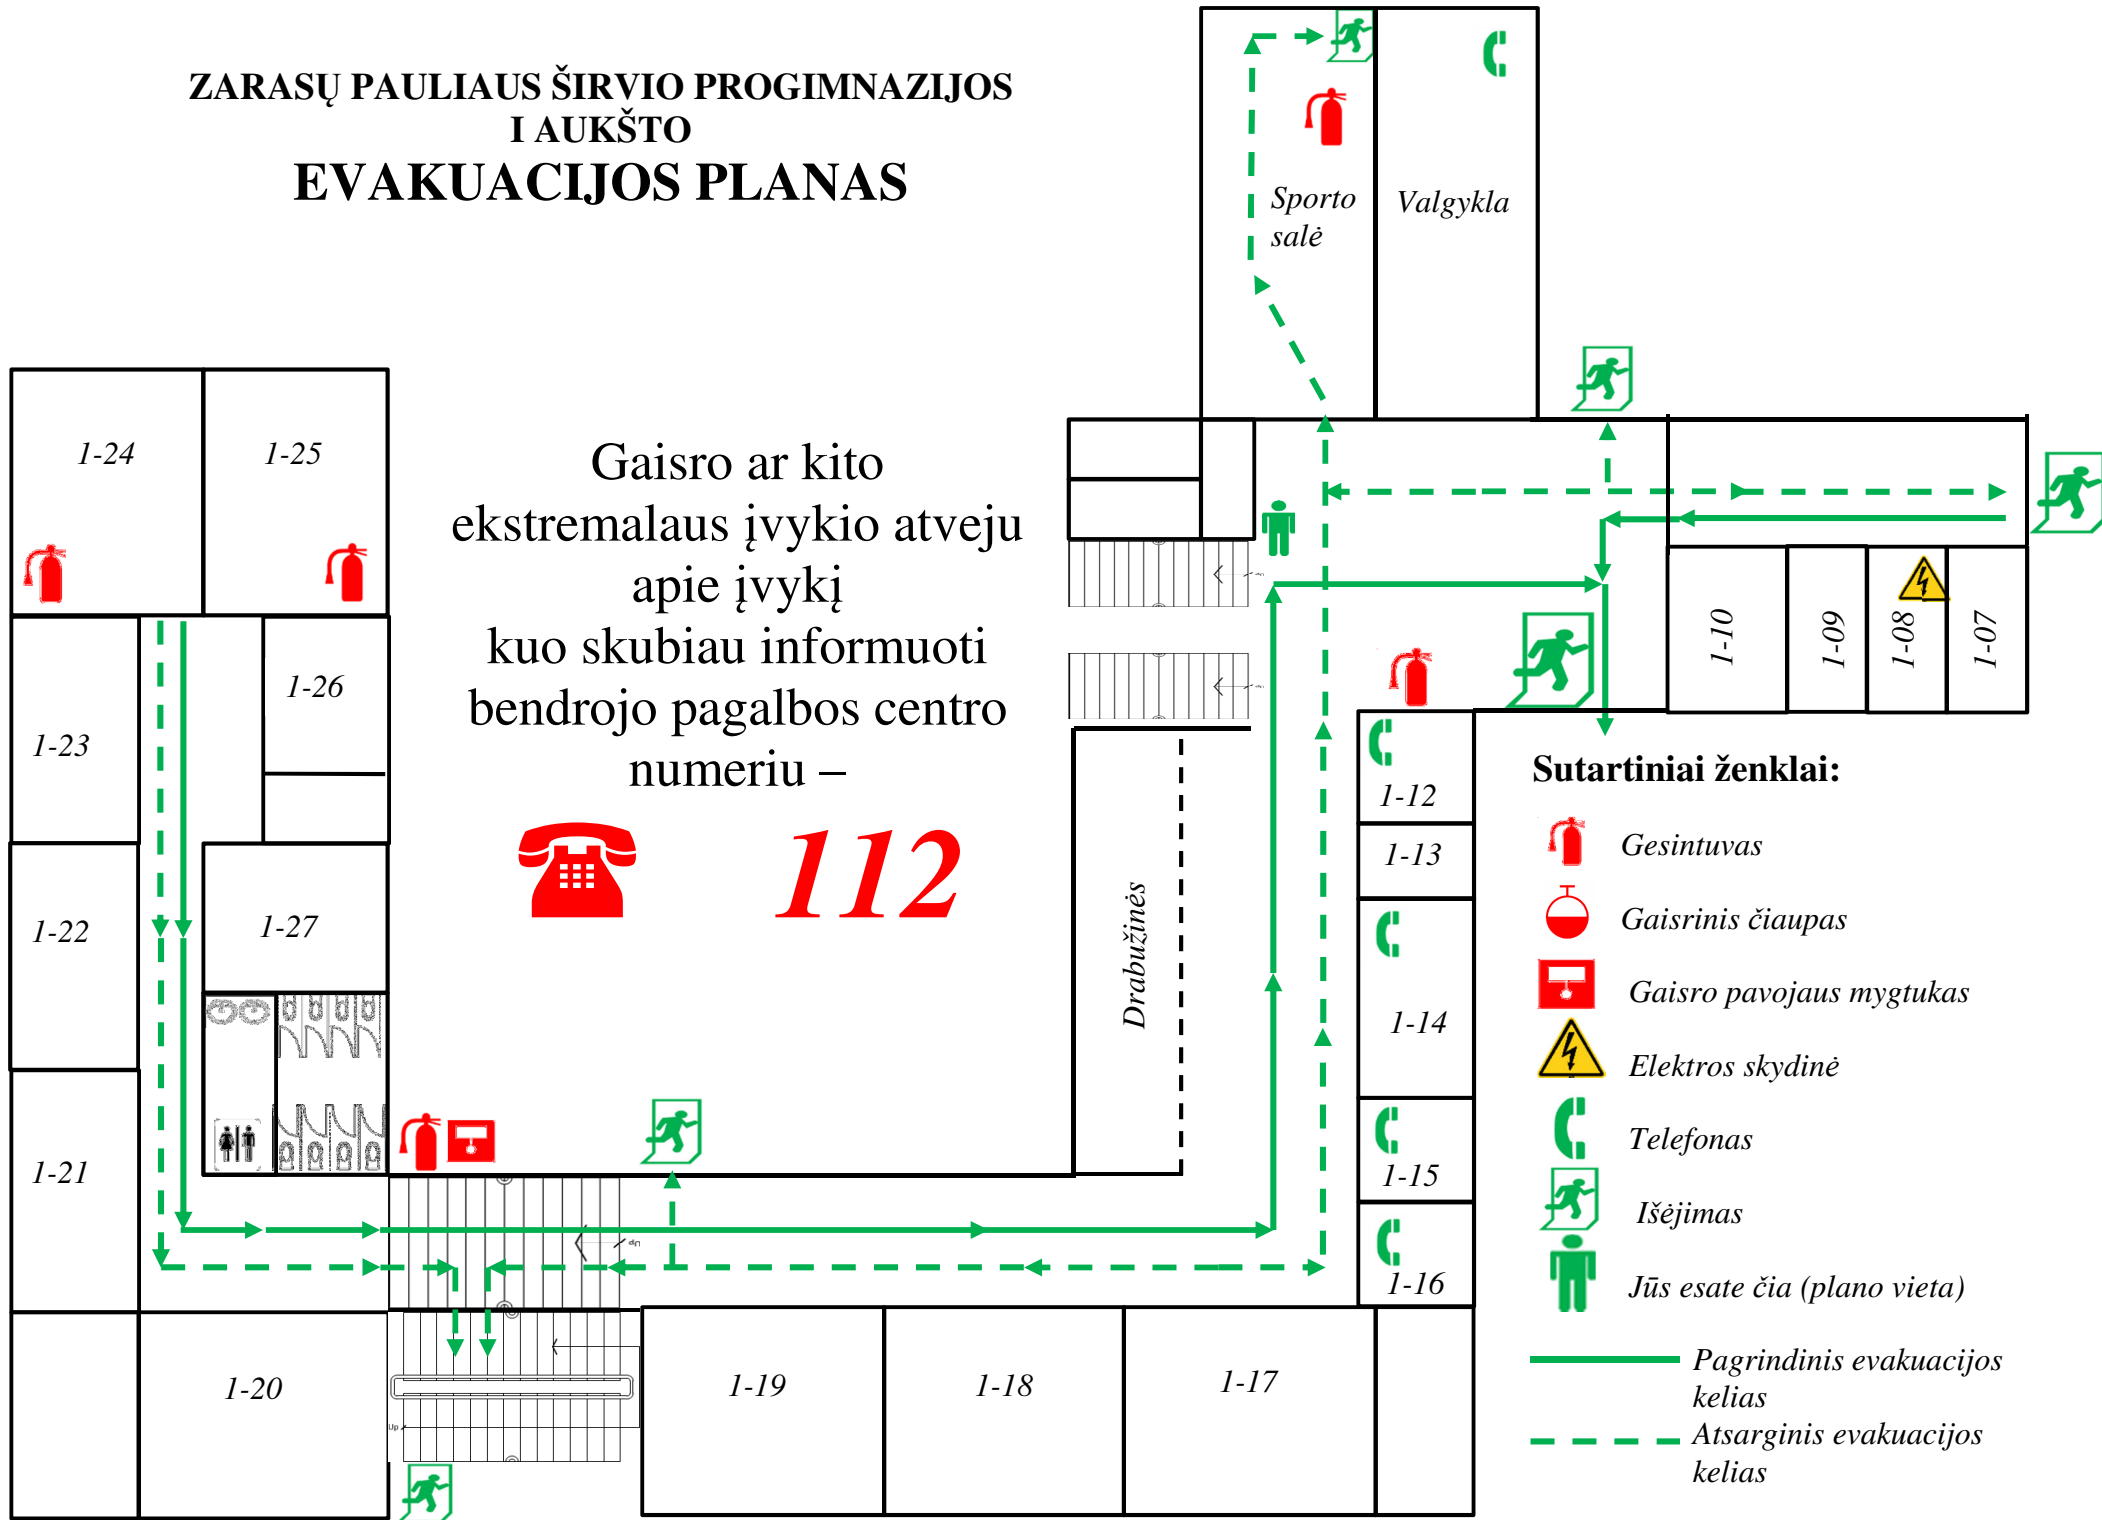 ZARASŲ PAULIAUS ŠIRVIO PROGIMNAZIJOS
I AUKŠTO
EVAKUACIJOS PLANAS
Sporto
salė
Valgykla
1-24
1-25
Gaisro ar kito
ekstremalaus įvykio atveju
apie įvykį
kuo skubiau informuoti
bendrojo pagalbos centro
numeriu –
112
1-23
1-26
1-22
1-27
1-21
1-20
1-19
1-18
1-17
Drabužinės
1-12
1-13
1-14
1-15
1-16
1-10
1-09
1-08
1-07
Up
Up
Sutartiniai ženklai:
Gesintuvas
Gaisrinis čiaupas
Gaisro pavojaus mygtukas
Elektros skydinė
Telefonas
Išėjimas
Jūs esate čia (plano vieta)
Pagrindinis evakuacijos
kelias
Atsarginis evakuacijos
kelias